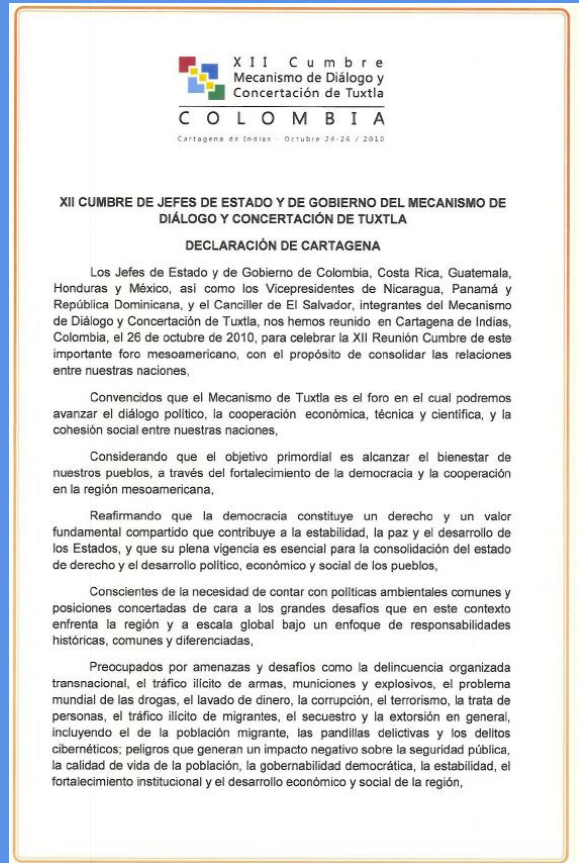 XII Cumbre
Mecanismo de Diálogo y
Concertación de Tuxtla
COLOMBIA
Cartagena de Indias - Octubre 24-26 / 2010
XII CUMBRE DE JEFES DE ESTADO Y DE GOBIERNO DEL MECANISMO DE
DIÁLOGO Y CONCERTACIÓN DE TUXTLA
DECLARACIÓN DE CARTAGENA
Los Jefes de Estado y de Gobierno de Colombia, Costa Rica, Guatemala,
Honduras y México, así como los Vicepresidentes de Nicaragua, Panamá y
República Dominicana, y el Canciller de El Salvador, integrantes del Mecanismo
de Diálogo y Concertación de Tuxtla, nos hemos reunido en Cartagena de Indias,
Colombia, el 26 de octubre de 2010, para celebrar la XII Reunión Cumbre de este
importante foro mesoamericano, con el propósito de consolidar las relaciones
entre nuestras naciones,
Convencidos que el Mecanismo de Tuxtla es el foro en el cual podremos
avanzar el diálogo político, la cooperación económica, técnica y científica, y la
cohesión social entre nuestras naciones,
Considerando que el objetivo primordial es alcanzar el bienestar de
nuestros pueblos, a través del fortalecimiento de la democracia y la cooperación
en la región mesoamericana,
Reafirmando que la democracia constituye un derecho y un valor
fundamental compartido que contribuye a la estabilidad, la paz y el desarrollo de
los Estados, y que su plena vigencia es esencial para la consolidación del estado
de derecho y el desarrollo político, económico y social de los pueblos,
Conscientes de la necesidad de contar con políticas ambientales comunes y
posiciones concertadas de cara a los grandes desafíos que en este contexto
enfrenta la región y a escala global bajo un enfoque de responsabilidades
históricas, comunes y diferenciadas,
Preocupados por amenazas y desafíos como la delincuencia organizada
transnacional, el tráfico ilícito de armas, municiones y explosivos, el problema
mundial de las drogas, el lavado de dinero, la corrupción, el terrorismo, la trata de
personas, el tráfico ilícito de migrantes, el secuestro y la extorsión en general,
incluyendo el de la población migrante, las pandillas delictivas y los delitos
cibernéticos; peligros que generan un impacto negativo sobre la seguridad pública,
la calidad de vida de la población, la gobernabilidad democrática, la estabilidad, el
fortalecimiento institucional y el desarrollo económico y social de la región,